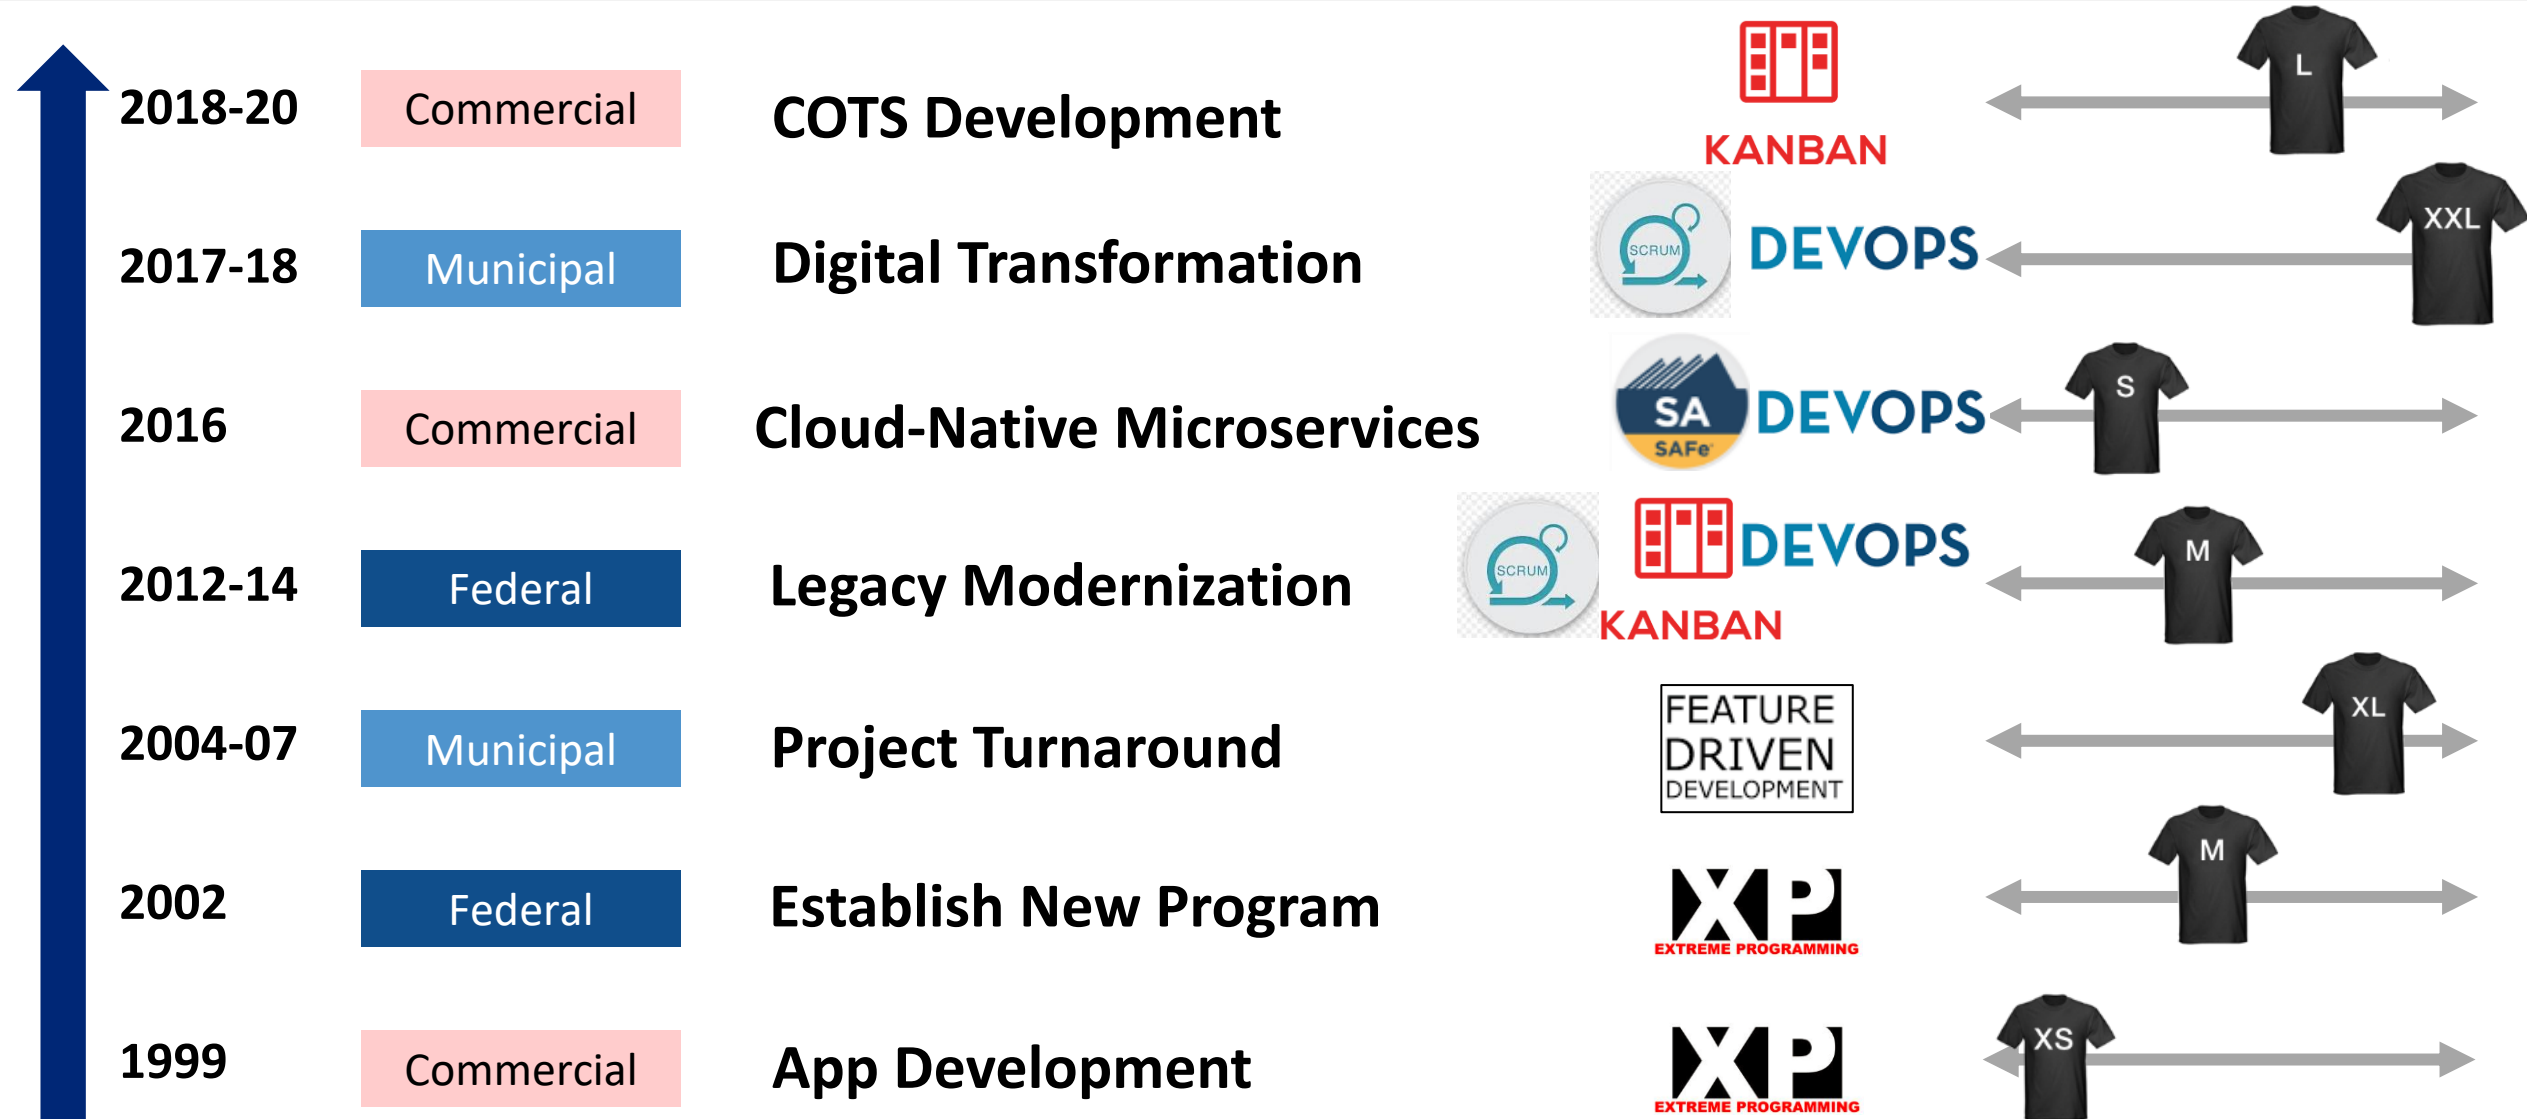 2018-20 Commercial COTS Development KANBAN L
2017-18 Municipal Digital Transformation SCRUM DEVOPS XXL
2016 Commercial Cloud-Native Microservices SA SAFe DEVOPS S
2012-14 Federal Legacy Modernization SCRUM KANBAN DEVOPS M
2004-07 Municipal Project Turnaround FEATURE
DRIVEN
DEVELOPMENT
XL
2002 Federal Establish New Program XP
EXTREME PROGRAMMING
M
1999 Commercial App Development XP
EXTREME PROGRAMMING
XS